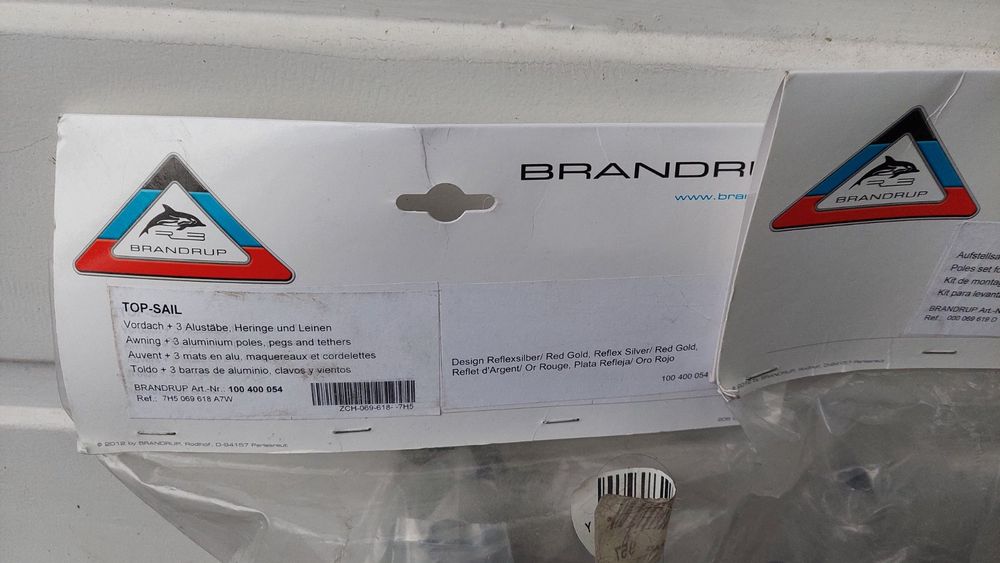 BRANDRUP
BRANDRU
www.bran
TOP-SAIL
Vordach + 3 Alustäbe, Heringe und Leinen
Awning + 3 aluminium poles, pegs and tethers
Auvent + 3 mats en alu, maquereaux et cordelettes
Toldo + 3 barras de aluminio, clavos y vientos
BRANDRUP Art.-Nr.: 100 400 054
Ref.: 7H5 069 618 A7W
ZCH-069-618- -7H5
Design Reflexsilber/ Red Gold, Reflex Silver/ Red Gold,
Reflet d'Argent/ Or Rouge, Plata Refleja/ Oro Rojo
100 400 054
© 2012 by BRANDRUP, Rodhof, D-94157 Perlesreut
BRANDRUP
Aufstellsa
Poles set fo
Kit de monta
Kit para levant
BRANDRUP Art.-N
Ref.: 000 069 619 D
Y